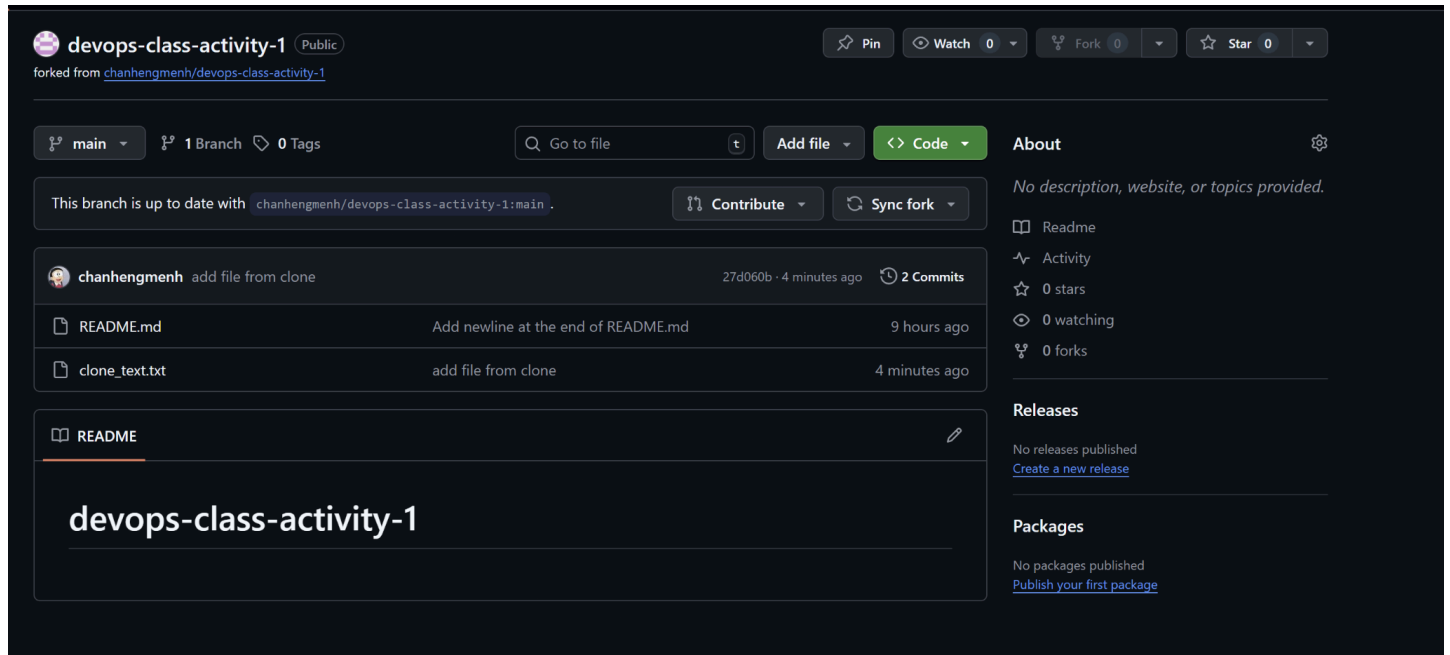 devops-class-activity-1 Public
Pin Watch 0 Fork 0 Star 0
forked from chanhengmenh/devops-class-activity-1
main 1 Branch 0 Tags Go to file t Add file Code
This branch is up to date with chanhengmenh/devops-class-activity-1:main . Contribute Sync fork
chanhengmenh add file from clone 27d060b · 4 minutes ago 2 Commits
README.md Add newline at the end of README.md 9 hours ago
clone_text.txt add file from clone 4 minutes ago
README
devops-class-activity-1
About
No description, website, or topics provided.
Readme
Activity
0 stars
0 watching
0 forks
Releases
No releases published
Create a new release
Packages
No packages published
Publish your first package